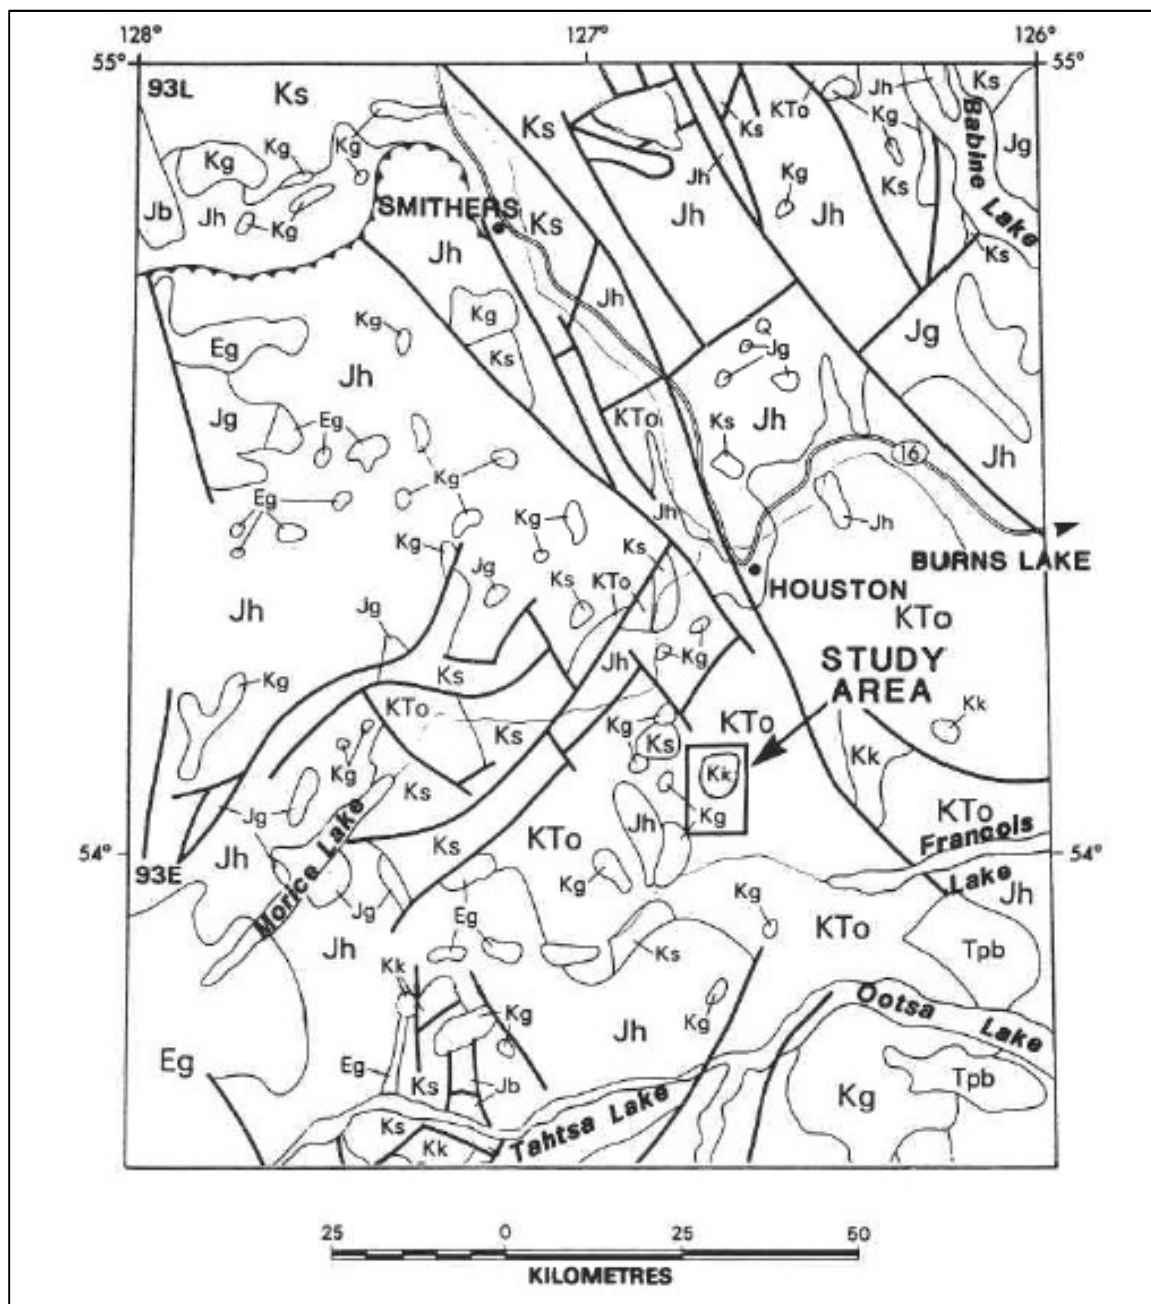 128° 127° 126°
55° 55°
93L Ks Jh Ks
Ks KTo Kg Babine
Kg Kg Kg Ks Jg
Jh Kg Ks Lake
Jb Jh Kg SMITHERS Ks Jh Jh
Jh Ks
Kg Kg Jh Q
Eg Jh Ks Jg Jg
Jg Eg KTo Ks Jh
Kg 16 Jh
Eg Kg Jh Jh
Kg Ks BURNS LAKE
Jg Ks KTo HOUSTON
Jh Jg KTo
Kg Ks Jh Kg STUDY
KTo AREA
Ks Kg Ks KTo Kk
Kg Ks Kk Kk
Jg KTo Jh Kg KTo
54° Jh Morice Lake Ks Francois 54°
93E Jg Kg Kg Lake Jh
Jh Eg Ks KTo Tpb
Kk Kg Kg Ootsa Lake
Eg Eg Ks Jb Jh Tpb
Ks Kk Tahtsa Lake Kg
25 0 25 50
KILOMETRES